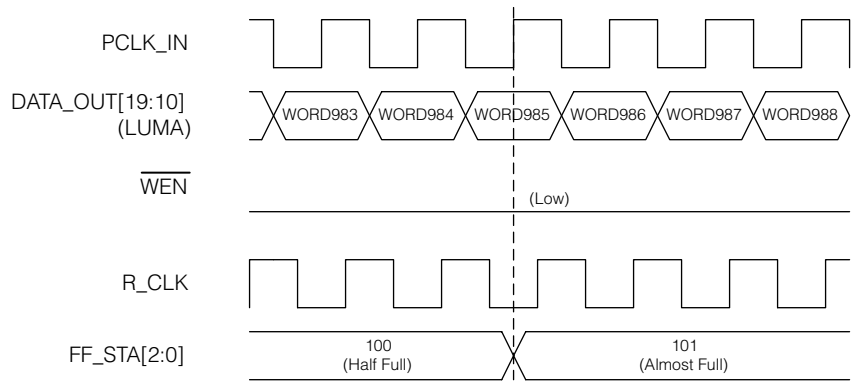 PCLK_IN
DATA_OUT[19:10]
(LUMA)
WORD983 WORD984 WORD985 WORD986 WORD987 WORD988
WEN
(Low)
R_CLK
FF_STA[2:0]
100
(Half Full)
101
(Almost Full)